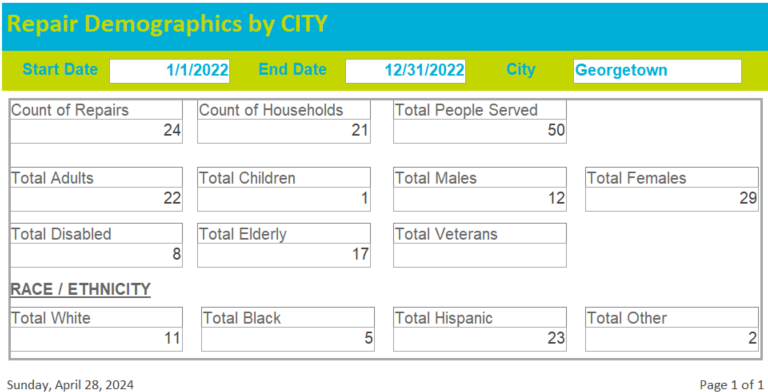 Repair Demographics by CITY
Start Date 1/1/2022 End Date 12/31/2022 City Georgetown
Count of Repairs Count of Households Total People Served
24 21 50
Total Adults Total Children Total Males Total Females
22 1 12 29
Total Disabled Total Elderly Total Veterans
8 17
RACE / ETHNICITY
Total White Total Black Total Hispanic Total Other
11 5 23 2
Sunday, April 28, 2024 Page 1 of 1